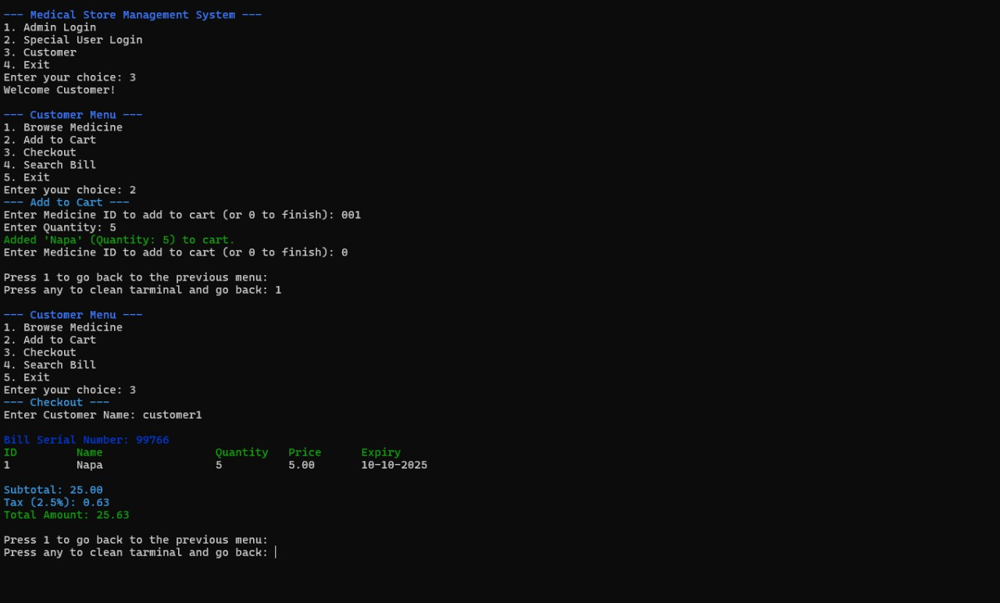 --- Medical Store Management System ---
1. Admin Login
2. Special User Login
3. Customer
4. Exit
Enter your choice: 3
Welcome Customer!
--- Customer Menu ---
1. Browse Medicine
2. Add to Cart
3. Checkout
4. Search Bill
5. Exit
Enter your choice: 2
--- Add to Cart ---
Enter Medicine ID to add to cart (or 0 to finish): 001
Enter Quantity: 5
Added 'Napa' (Quantity: 5) to cart.
Enter Medicine ID to add to cart (or 0 to finish): 0
Press 1 to go back to the previous menu:
Press any to clean tarminal and go back: 1
--- Customer Menu ---
1. Browse Medicine
2. Add to Cart
3. Checkout
4. Search Bill
5. Exit
Enter your choice: 3
--- Checkout ---
Enter Customer Name: customer1
Bill Serial Number: 99766
ID Name Quantity Price Expiry
1 Napa 5 5.00 10-10-2025
Subtotal: 25.00
Tax (2.5%): 0.63
Total Amount: 25.63
Press 1 to go back to the previous menu:
Press any to clean tarminal and go back: